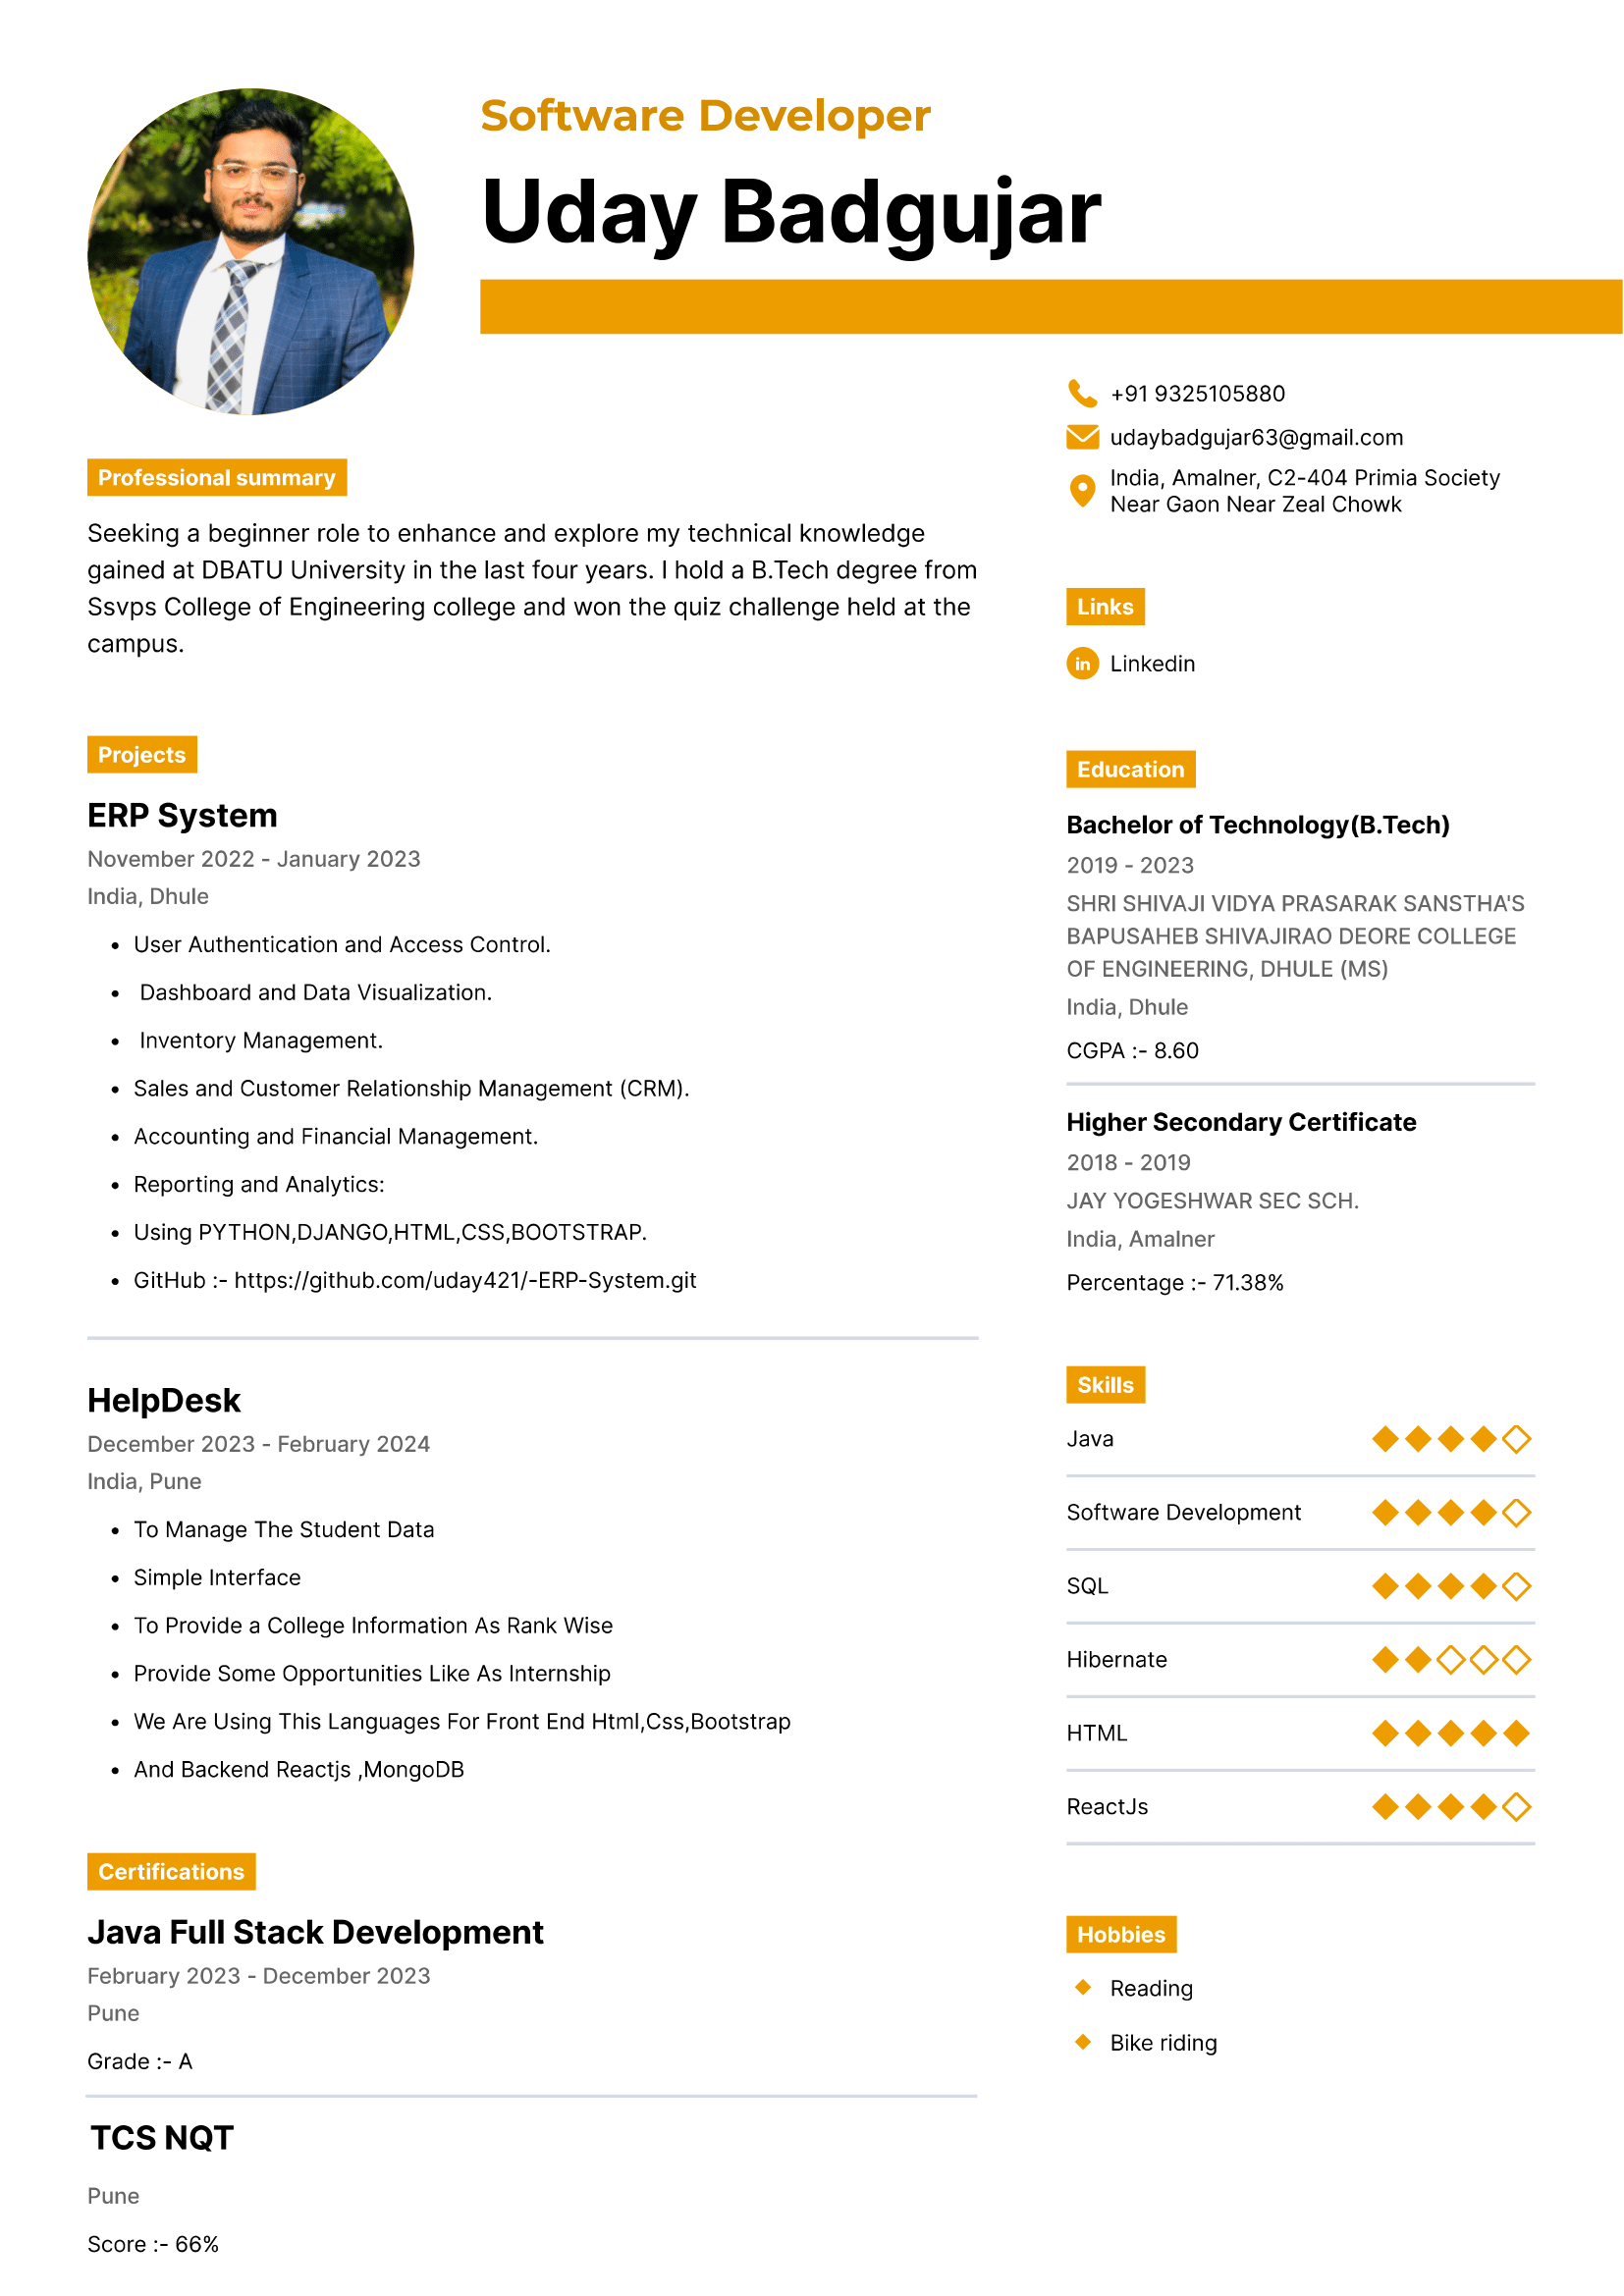 Software Developer
Uday Badgujar
+91 9325105880
udaybadgujar63@gmail.com
India, Amalner, C2-404 Primia Society
Near Gaon Near Zeal Chowk
Professional summary
Seeking a beginner role to enhance and explore my technical knowledge
gained at DBATU University in the last four years. I hold a B.Tech degree from
Ssvps College of Engineering college and won the quiz challenge held at the
campus.
Projects
ERP System
November 2022 - January 2023
India, Dhule
• User Authentication and Access Control.
• Dashboard and Data Visualization.
• Inventory Management.
• Sales and Customer Relationship Management (CRM).
• Accounting and Financial Management.
• Reporting and Analytics:
• Using PYTHON,DJANGO,HTML,CSS,BOOTSTRAP.
• GitHub :- https://github.com/uday421/-ERP-System.git
HelpDesk
December 2023 - February 2024
India, Pune
• To Manage The Student Data
• Simple Interface
• To Provide a College Information As Rank Wise
• Provide Some Opportunities Like As Internship
• We Are Using This Languages For Front End Html,Css,Bootstrap
• And Backend Reactjs ,MongoDB
Certifications
Java Full Stack Development
February 2023 - December 2023
Pune
Grade :- A
TCS NQT
Pune
Score :- 66%
Links
in Linkedin
Education
Bachelor of Technology(B.Tech)
2019 - 2023
SHRI SHIVAJI VIDYA PRASARAK SANSTHA'S
BAPUSAHEB SHIVAJIRAO DEORE COLLEGE
OF ENGINEERING, DHULE (MS)
India, Dhule
CGPA :- 8.60
Higher Secondary Certificate
2018 - 2019
JAY YOGESHWAR SEC SCH.
India, Amalner
Percentage :- 71.38%
Skills
Java
Software Development
SQL
Hibernate
HTML
ReactJs
Hobbies
Reading
Bike riding